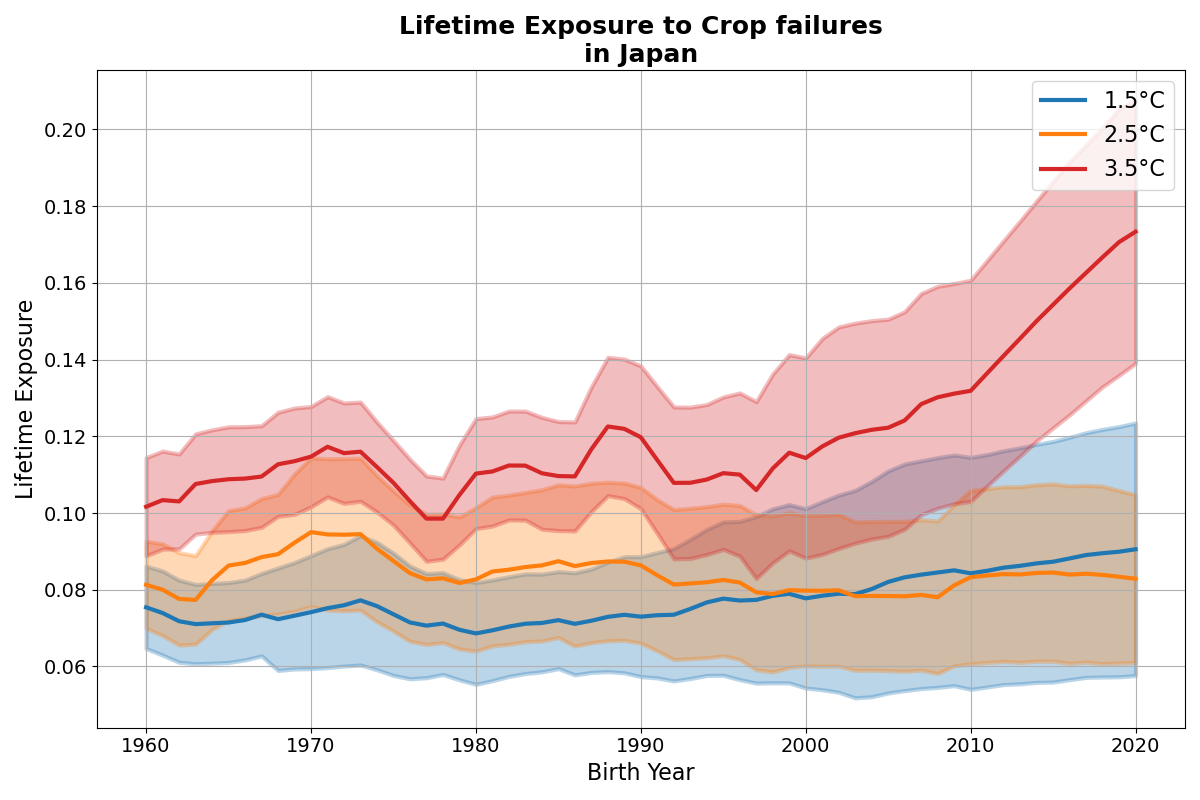 Lifetime Exposure to Crop failures
in Japan
Lifetime Exposure
0.20
0.18
0.16
0.14
0.12
0.10
0.08
0.06
1.5°C
2.5°C
3.5°C
1960 1970 1980 1990 2000 2010 2020
Birth Year